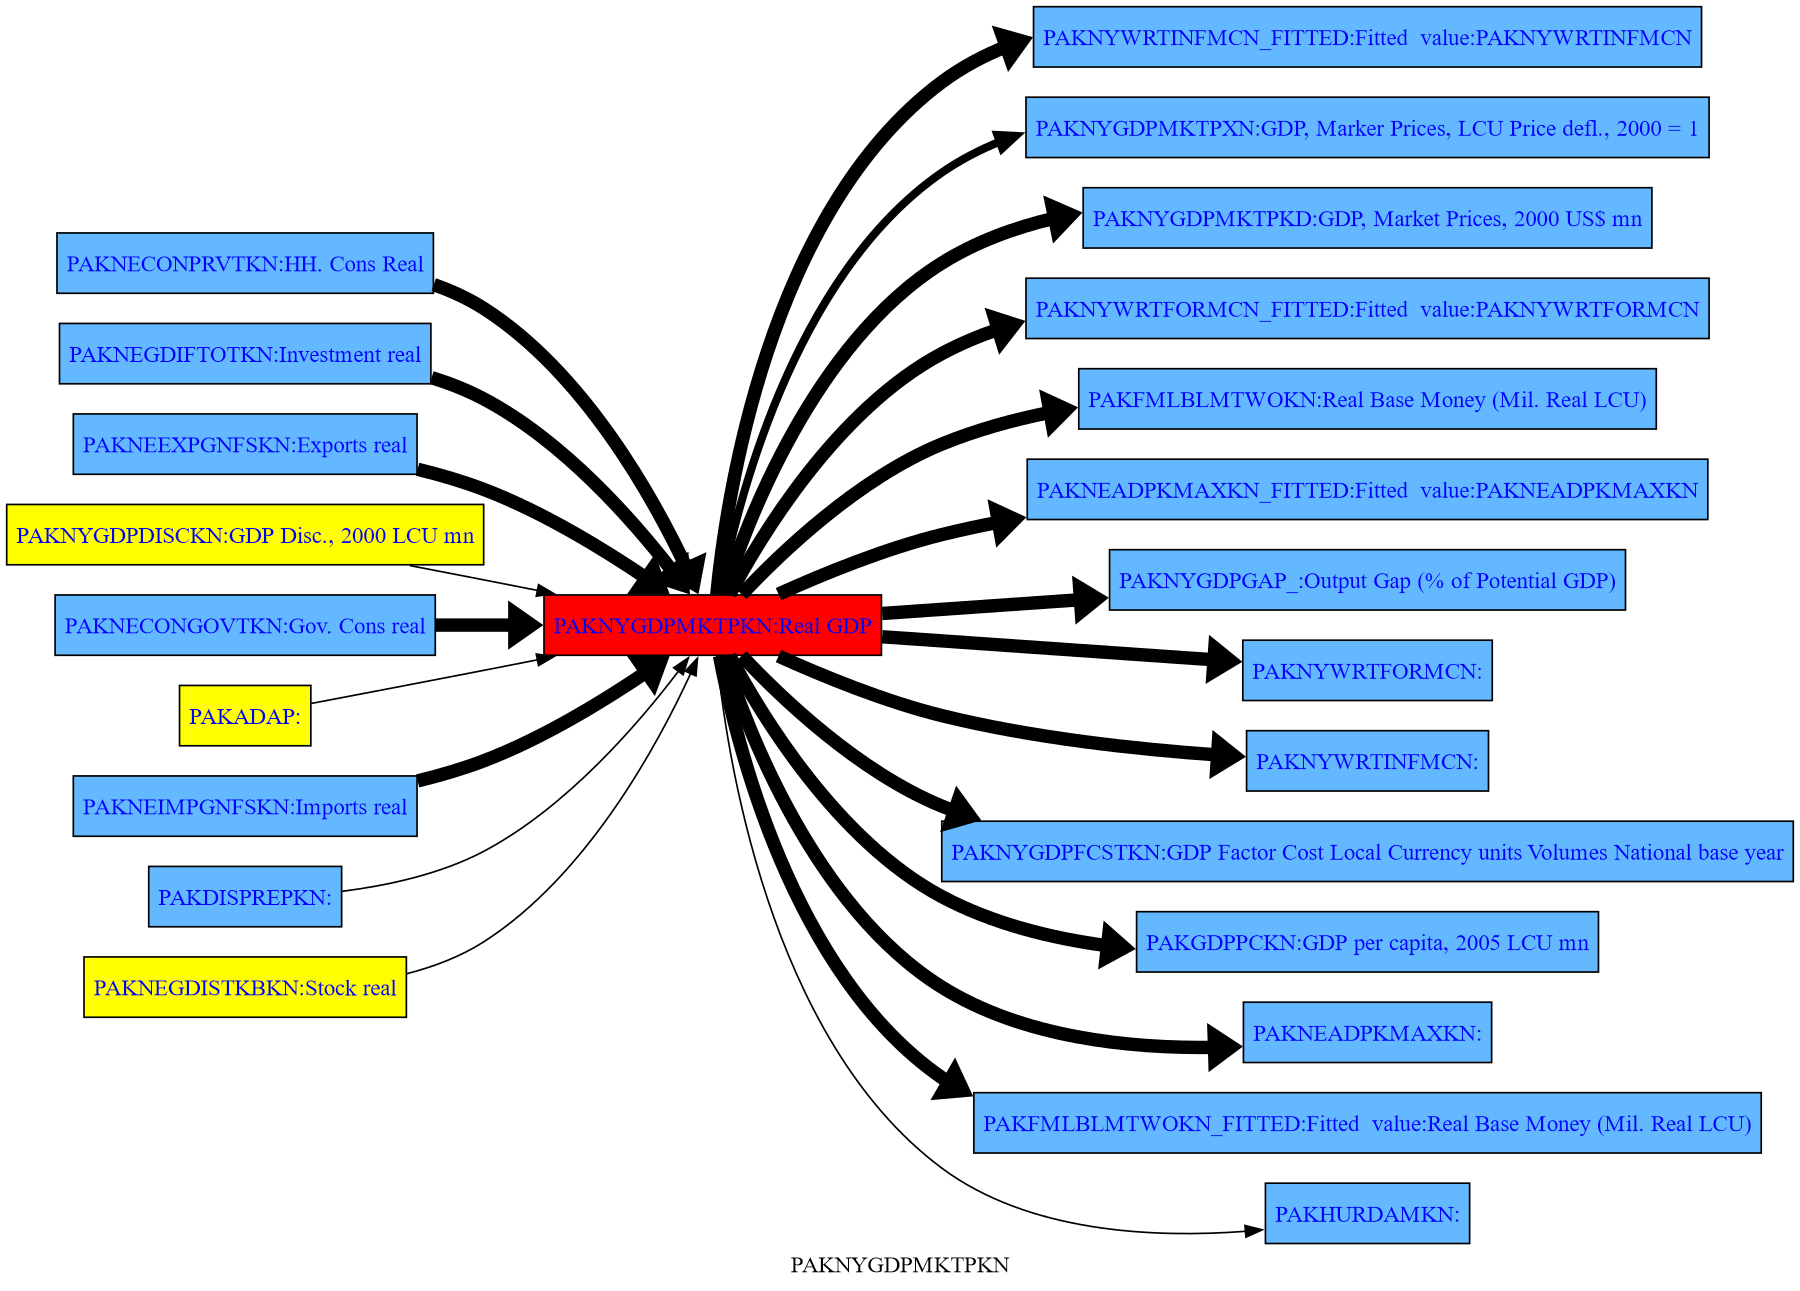 PAKNECONPRVTKN:HH. Cons Real
PAKNEGDIFTOTKN:Investment real
PAKNEEXPGNFSKN:Exports real
PAKNYGDPDISCKN:GDP Disc., 2000 LCU mn
PAKNECONGOVTKN:Gov. Cons real
PAKADAP:
PAKNEIMPGNFSKN:Imports real
PAKDISPREPKN:
PAKNEGDISTKBKN:Stock real
PAKNYGDPMKTPKN:Real GDP
PAKNYWRTINFMCN_FITTED:Fitted  value:PAKNYWRTINFMCN
PAKNYGDPMKTPXN:GDP, Marker Prices, LCU Price defl., 2000 = 1
PAKNYGDPMKTPKD:GDP, Market Prices, 2000 US$ mn
PAKNYWRTFORMCN_FITTED:Fitted  value:PAKNYWRTFORMCN
PAKFMLBLMTWOKN:Real Base Money (Mil. Real LCU)
PAKNEADPKMAXKN_FITTED:Fitted  value:PAKNEADPKMAXKN
PAKNYGDPGAP_:Output Gap (% of Potential GDP)
PAKNYWRTFORMCN:
PAKNYWRTINFMCN:
PAKNYGDPFCSTKN:GDP Factor Cost Local Currency units Volumes National base year
PAKGDPPCKN:GDP per capita, 2005 LCU mn
PAKNEADPKMAXKN:
PAKFMLBLMTWOKN_FITTED:Fitted  value:Real Base Money (Mil. Real LCU)
PAKHURDAMKN:
PAKNYGDPMKTPKN